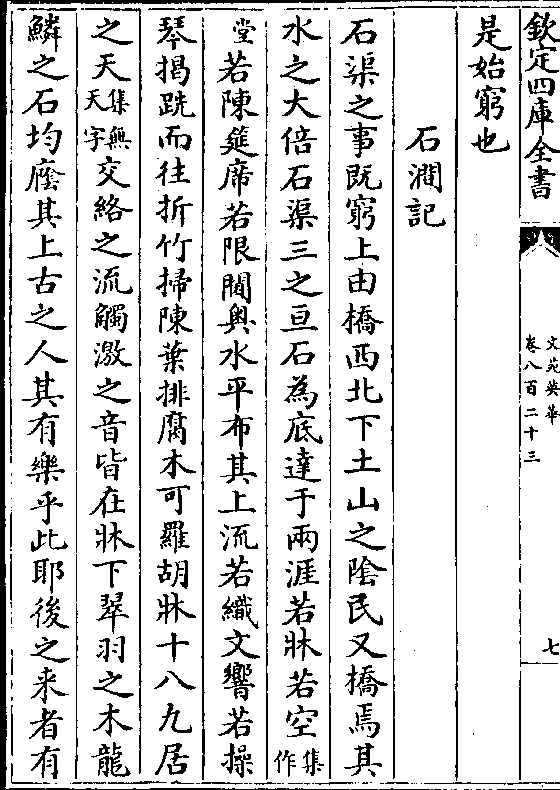 欽定四庫全書
文苑英華
卷八百二十三
七
是始窮也
石澗記
石渠之事既窮上由橋西北下土山之陰民又橋焉其
水之大倍石渠三之亘石為底達于兩涯若牀若空集作
堂若陳筵席若限閫奥水平布其上流若織文響若操
琴揭跣而往折竹掃陳葉排腐木可羅胡牀十八九居
之天集無天字交絡之流觸激之音皆在牀下翠羽之木龍
鱗之石均廕其上古之人其有樂乎此耶後之来者有